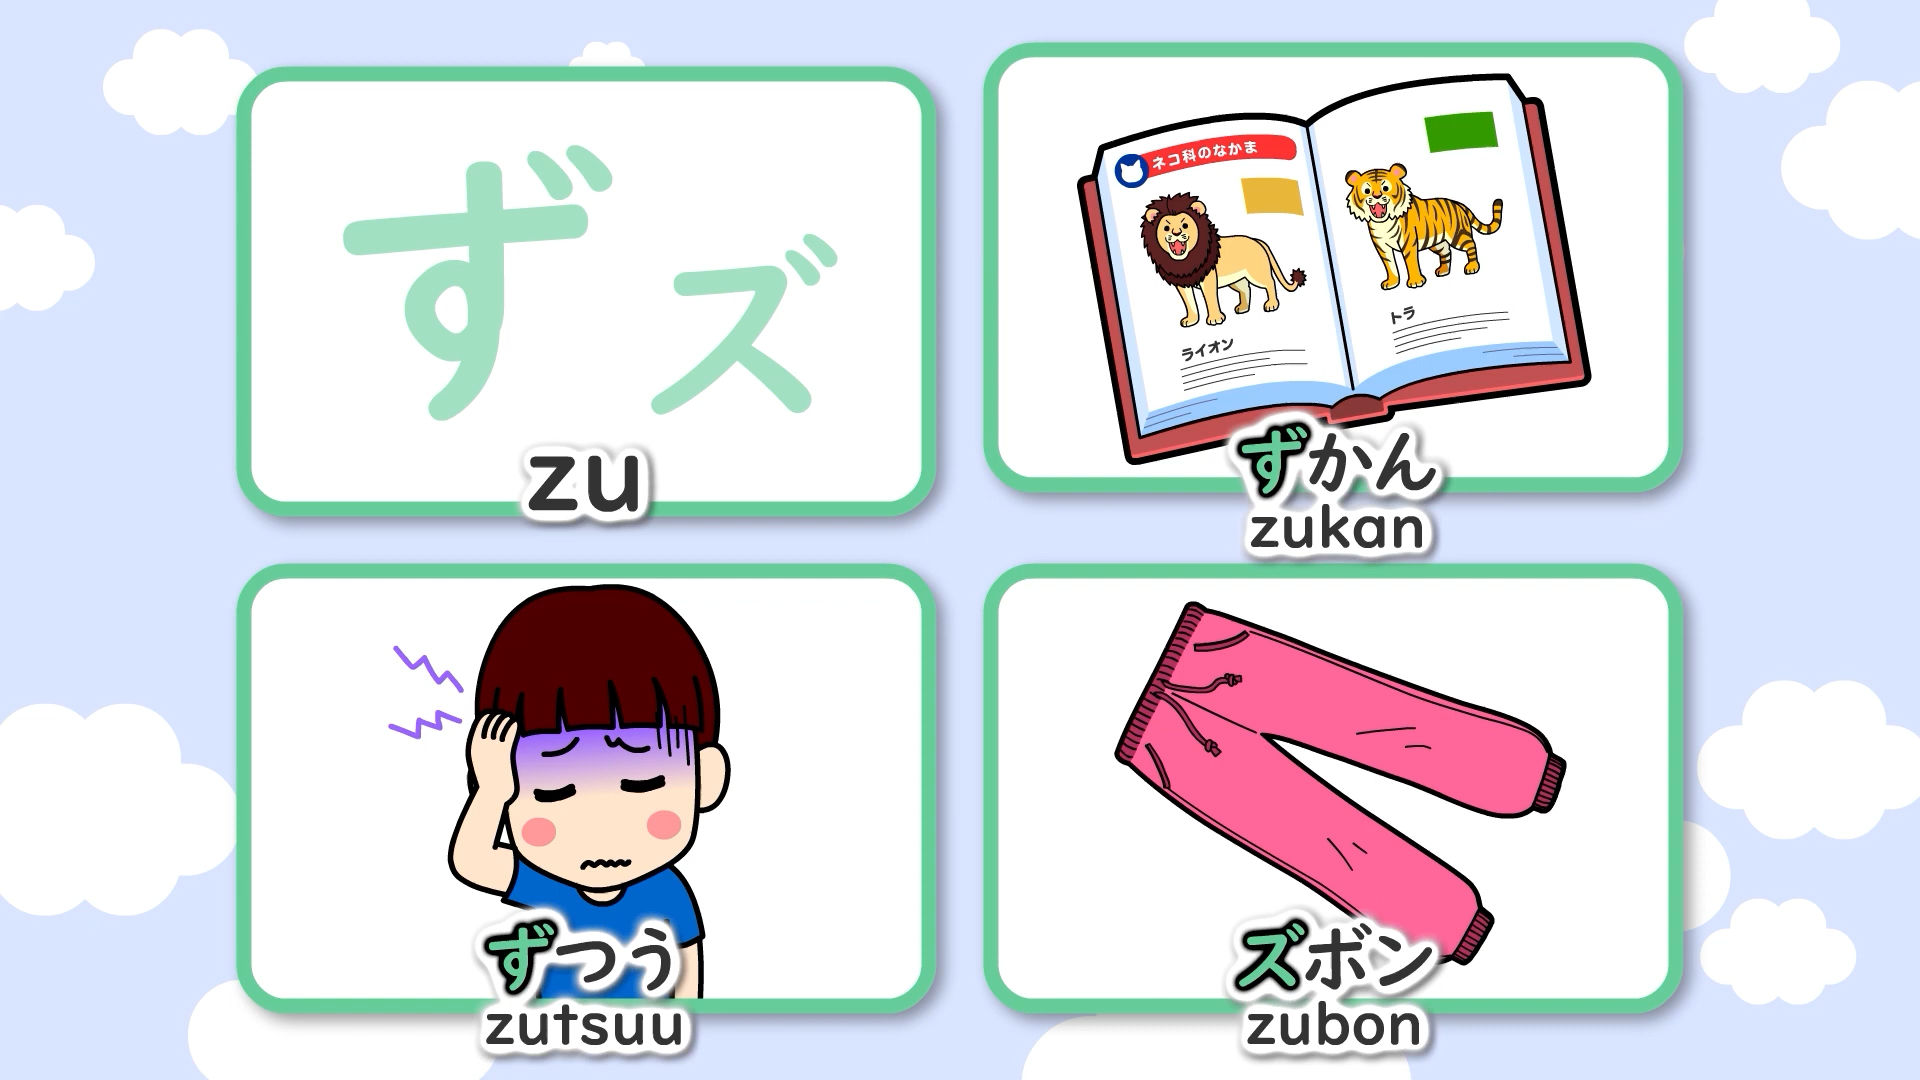 ず ズ
zu
ネコ科のなかま
ライオン
トラ
ずかん
zukan
ずつう
zutsuu
ズボン
zubon